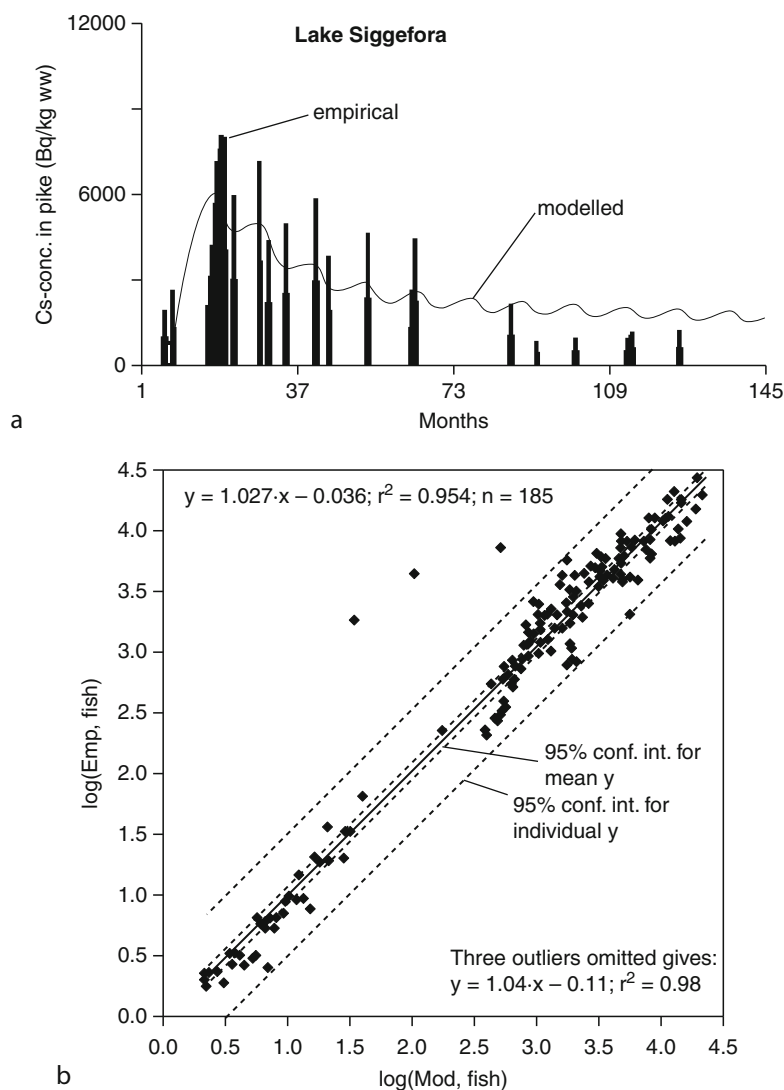 Lake Siggefora
12000
6000
0
Cs-conc. in pike (Bq/kg ww)
empirical
modelled
1
37
73
109
145
Months
a
4.5
4.0
3.5
3.0
2.5
2.0
1.5
1.0
0.5
0.0
log(Emp, fish)
y = 1.027·x – 0.036; r² = 0.954; n = 185
95% conf. int. for
mean y
95% conf. int. for
individual y
Three outliers omitted gives:
y = 1.04·x – 0.11; r² = 0.98
0.0
0.5
1.0
1.5
2.0
2.5
3.0
3.5
4.0
4.5
log(Mod, fish)
b